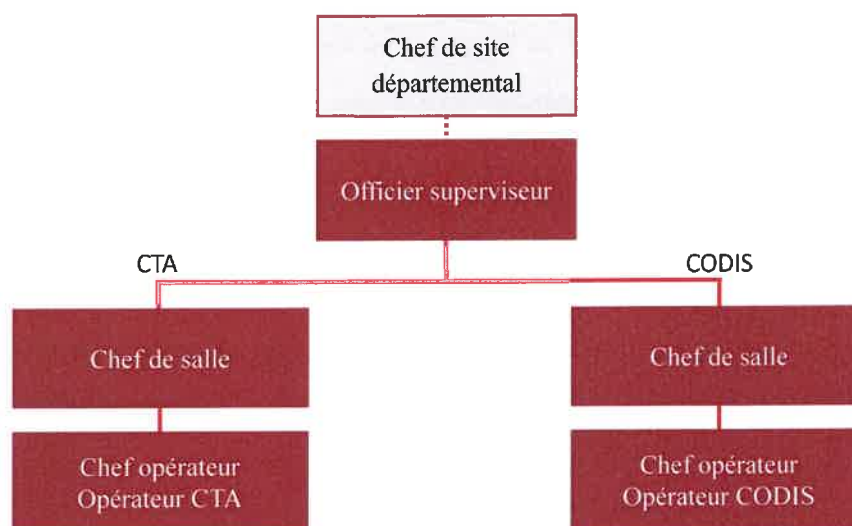 Chef de site
départemental
Officier superviseur
CTA
CODIS
Chef de salle
Chef de salle
Chef opérateur
Opérateur CTA
Chef opérateur
Opérateur CODIS